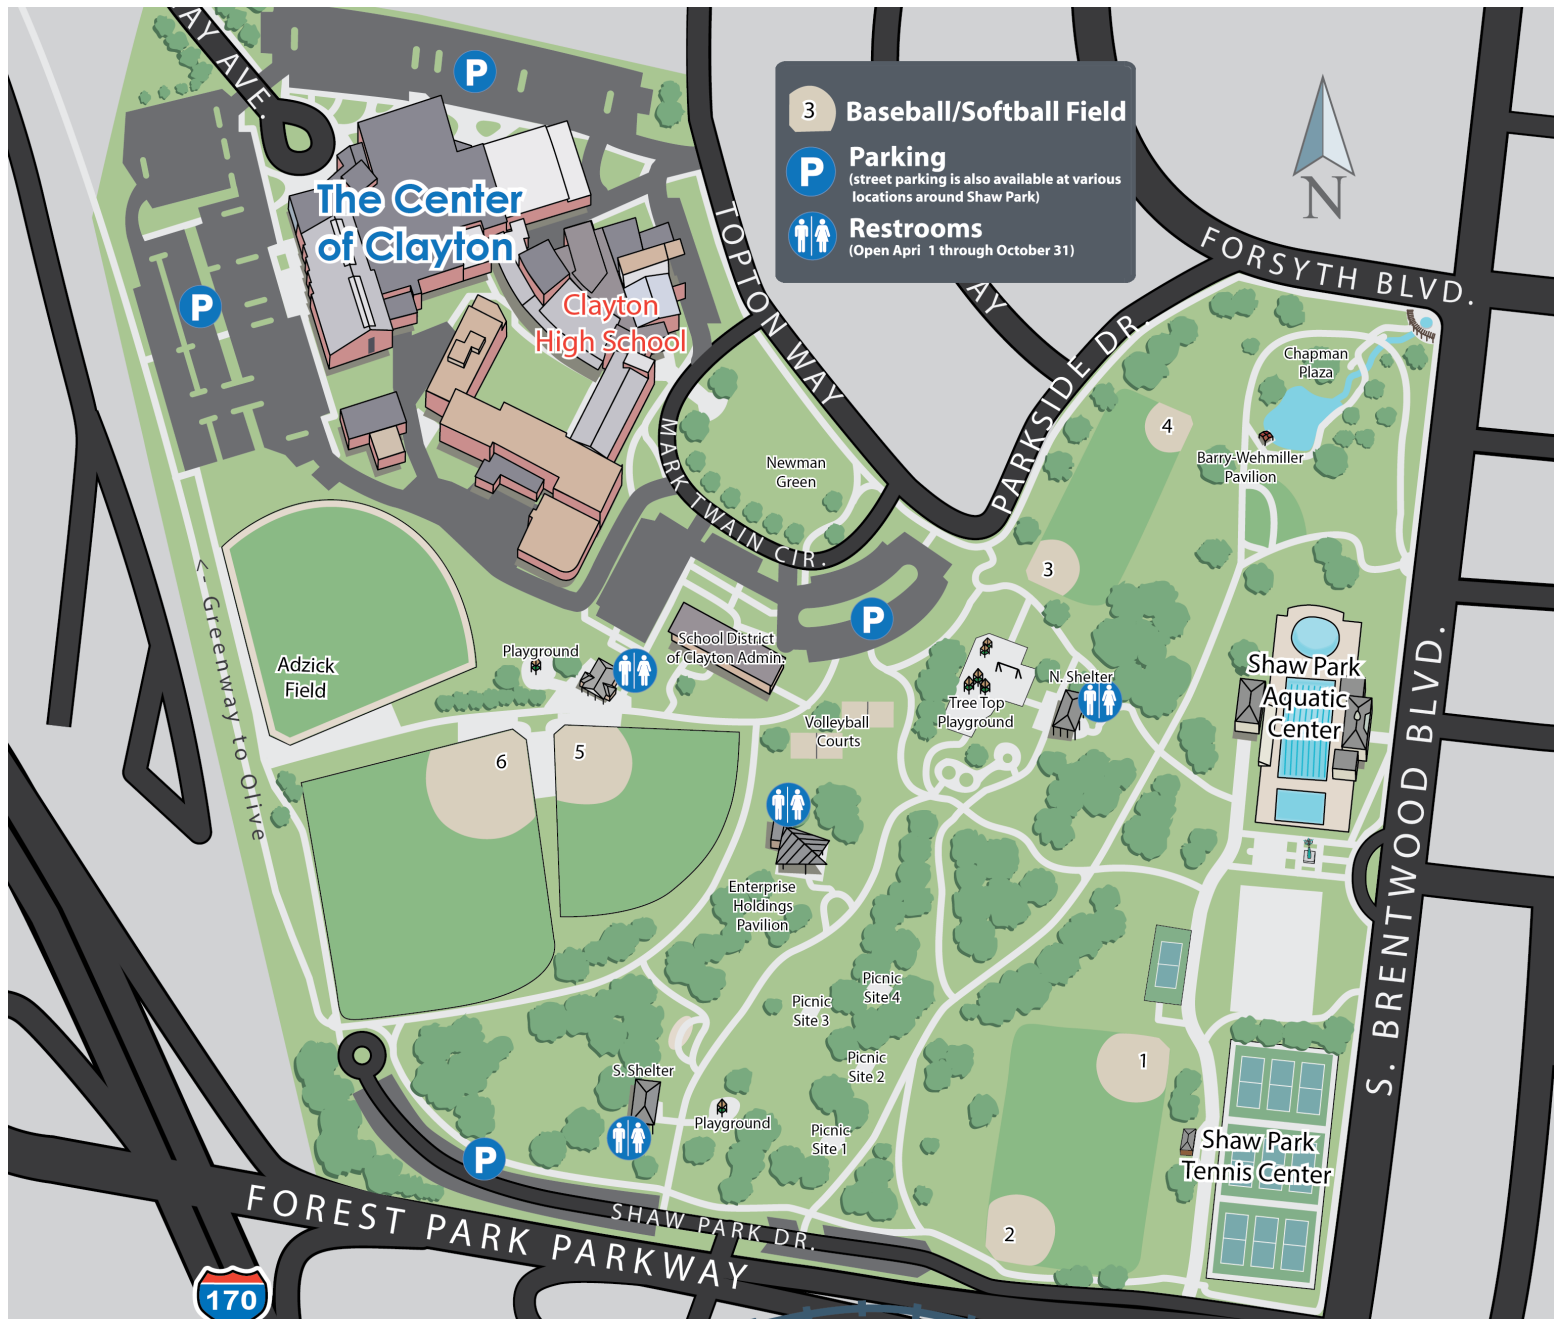 AY AVE.
P
3
Baseball/Softball Field
P
Parking
(street parking is also available at various
locations around Shaw Park)
Restrooms
(Open Apri 1 through October 31)
N
The Center
of Clayton
P
Clayton
High School
TOPTON WAY
AY
FORSYTH BLVD.
PARKSIDE DR.
Chapman
Plaza
4
Barry-Wehmiller
Pavilion
MARK TWAIN CIR.
Newman
Green
3
<- Greenway to Olive
Adzick
Field
Playground
School District
of Clayton Admin.
P
Volleyball
Courts
Tree Top
Playground
N. Shelter
Shaw Park
Aquatic
Center
S. BRENTWOOD BLVD.
6
5
Enterprise
Holdings
Pavilion
Picnic
Site 4
Picnic
Site 3
Picnic
Site 2
Picnic
Site 1
S. Shelter
Playground
P
1
2
Shaw Park
Tennis Center
SHAW PARK DR.
FOREST PARK PARKWAY
170